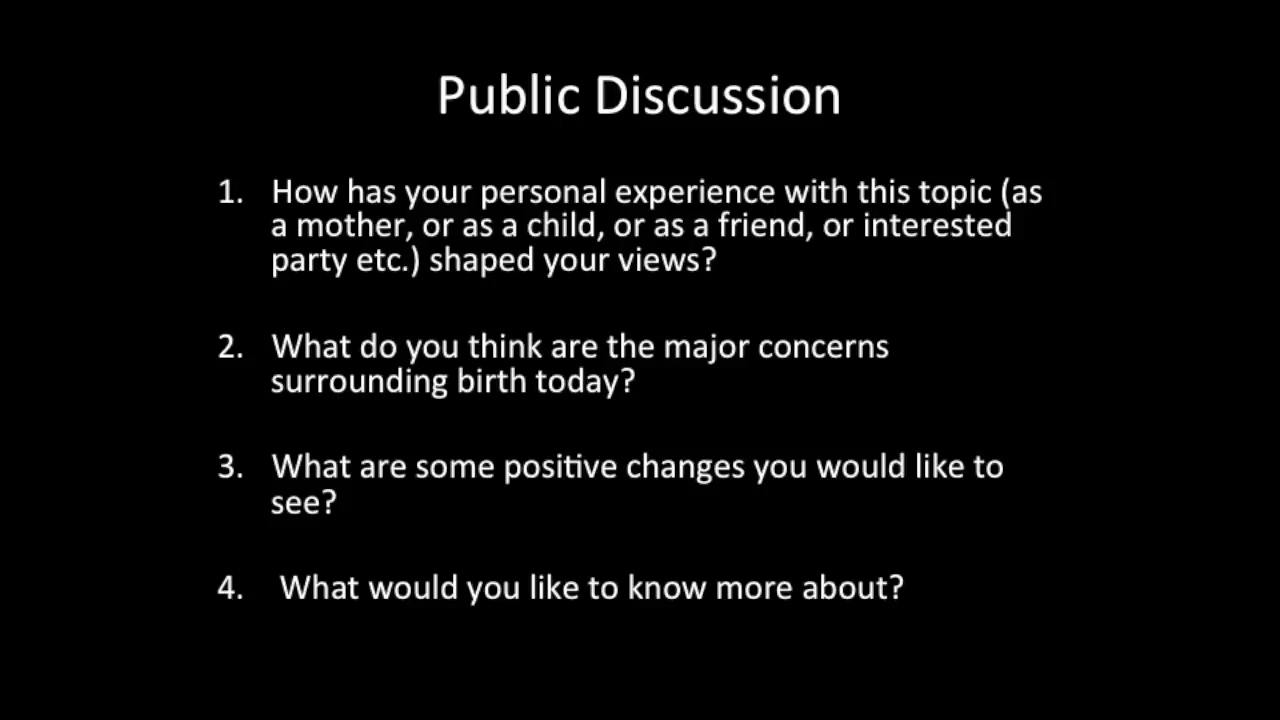 Public Discussion
1. How has your personal experience with this topic (as
a mother, or as a child, or as a friend, or interested
party etc.) shaped your views?
2. What do you think are the major concerns
surrounding birth today?
3. What are some positive changes you would like to
see?
4. What would you like to know more about?